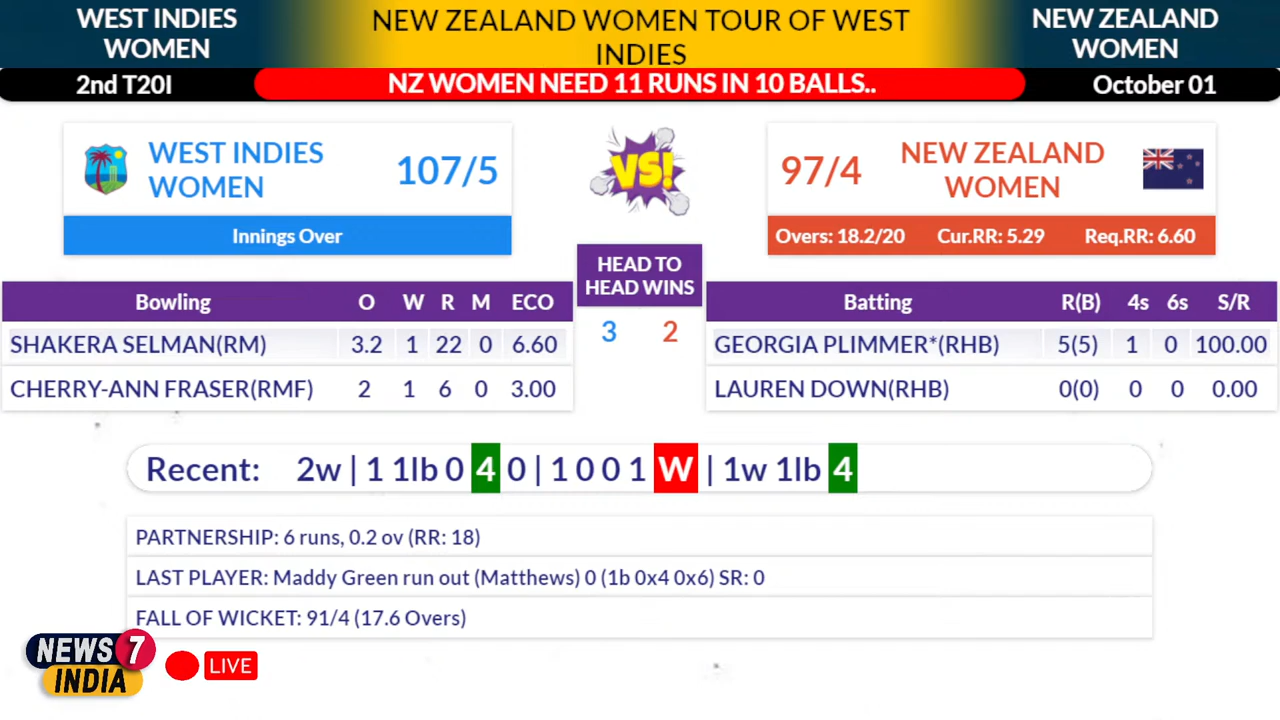 WEST INDIES
WOMEN
NEW ZEALAND WOMEN TOUR OF WEST
INDIES
NEW ZEALAND
WOMEN
2nd T20I
NZ WOMEN NEED 11 RUNS IN 10 BALLS..
October 01
WEST INDIES
WOMEN
107/5
Innings Over
VS!
97/4
NEW ZEALAND
WOMEN
Overs: 18.2/20 Cur.RR: 5.29 Req.RR: 6.60
HEAD TO
HEAD WINS
3 2
Bowling O W R M ECO
SHAKERA SELMAN(RM) 3.2 1 22 0 6.60
CHERRY-ANN FRASER(RMF) 2 1 6 0 3.00
Batting R(B) 4s 6s S/R
GEORGIA PLIMMER*(RHB) 5(5) 1 0 100.00
LAUREN DOWN(RHB) 0(0) 0 0 0.00
Recent: 2w | 1 1lb 0 4 0 | 1 0 0 1 W | 1w 1lb 4
PARTNERSHIP: 6 runs, 0.2 ov (RR: 18)
LAST PLAYER: Maddy Green run out (Matthews) 0 (1b 0x4 0x6) SR: 0
FALL OF WICKET: 91/4 (17.6 Overs)
NEWS 7
INDIA
LIVE